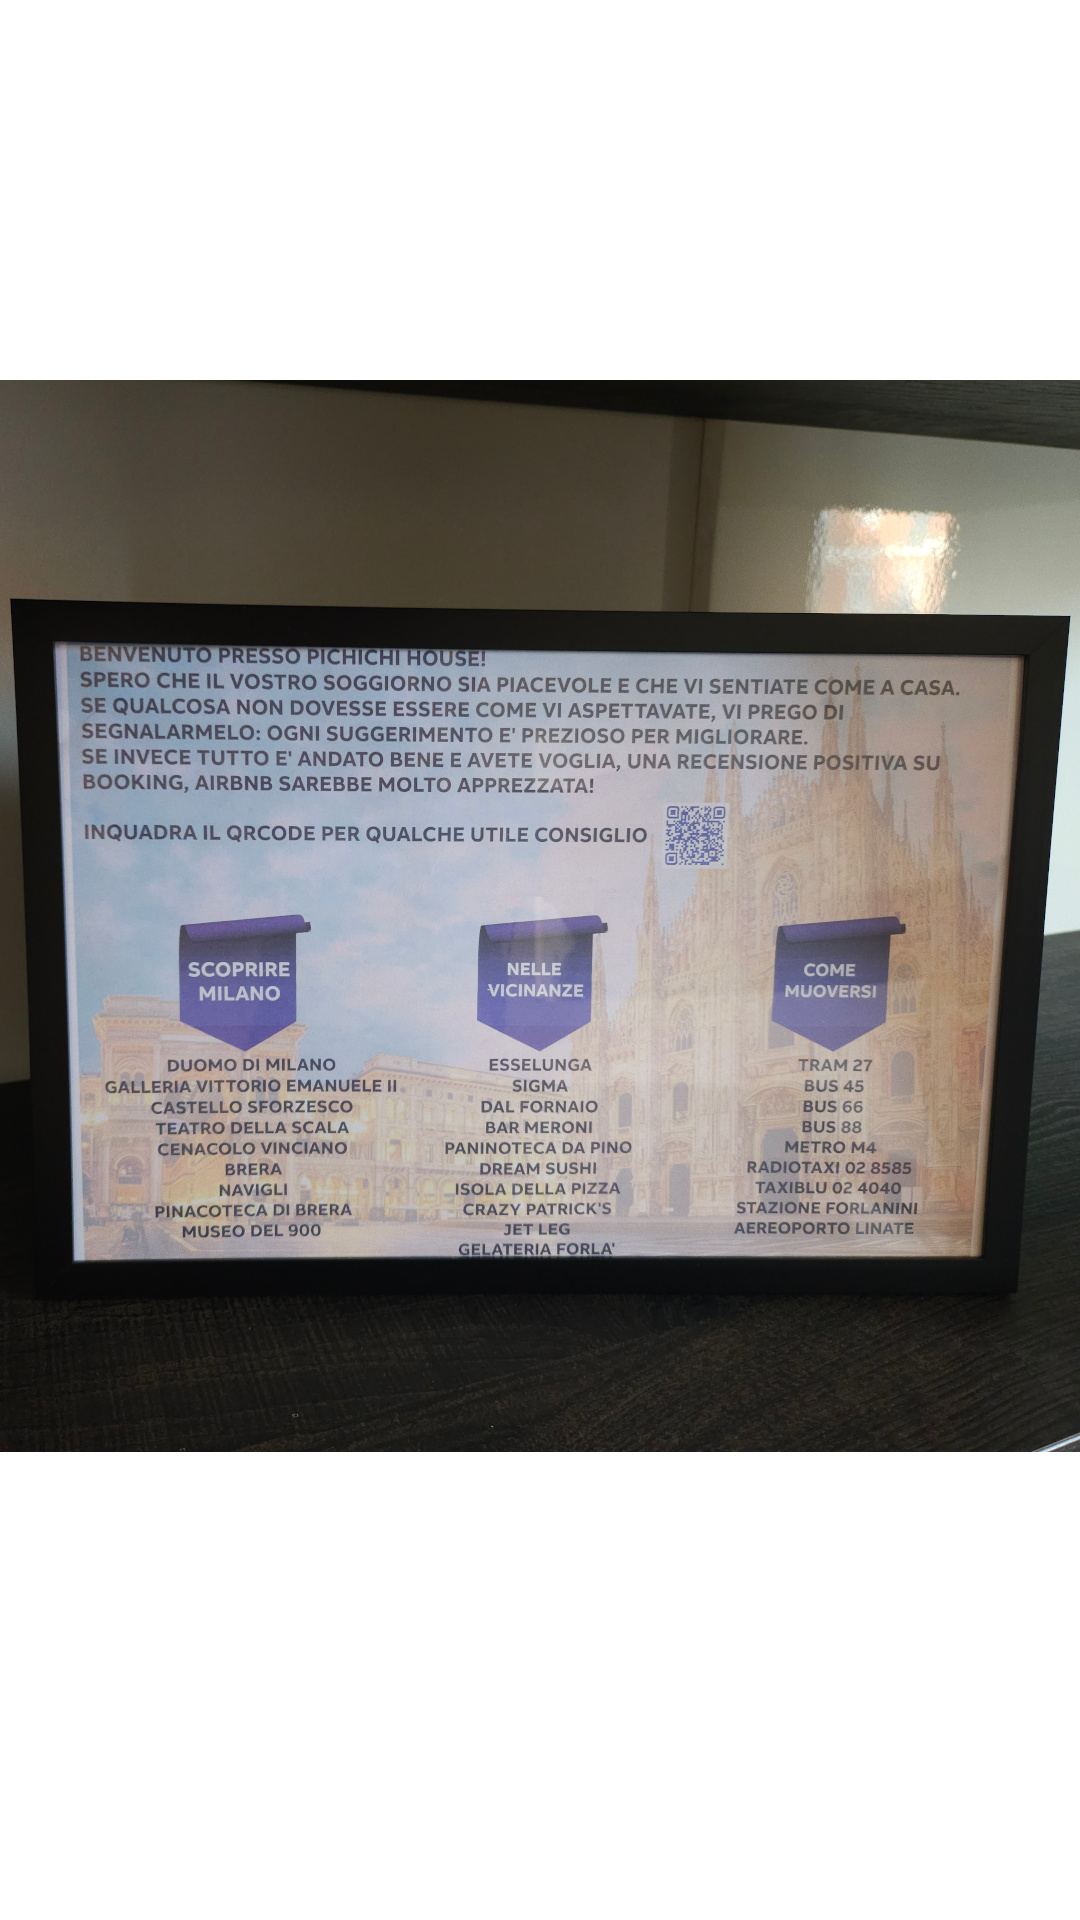 BENVENUTO PRESSO PICHICHI HOUSE!
SPERO CHE IL VOSTRO SOGGIORNO SIA PIACEVOLE E CHE VI SENTIATE COME A CASA.
SE QUALCOSA NON DOVESSE ESSERE COME VI ASPETTAVATE, VI PREGO DI
SEGNALARMELO: OGNI SUGGERIMENTO E' PREZIOSO PER MIGLIORARE.
SE INVECE TUTTO E' ANDATO BENE E AVETE VOGLIA, UNA RECENSIONE POSITIVA SU
BOOKING, AIRBNB SAREBBE MOLTO APPREZZATA!
INQUADRA IL QRCODE PER QUALCHE UTILE CONSIGLIO
SCOPRIRE
MILANO
DUOMO DI MILANO
GALLERIA VITTORIO EMANUELE II
CASTELLO SFORZESCO
TEATRO DELLA SCALA
CENACOLO VINCIANO
BRERA
NAVIGLI
PINACOTECA DI BRERA
MUSEO DEL 900
NELLE
VICINANZE
ESSELUNGA
SIGMA
DAL FORNAIO
BAR MERONI
PANINOTECA DA PINO
DREAM SUSHI
ISOLA DELLA PIZZA
CRAZY PATRICK'S
JET LEG
GELATERIA FORLA'
COME
MUOVERSI
TRAM 27
BUS 45
BUS 66
BUS 88
METRO M4
RADIOTAXI 02 8585
TAXIBLU 02 4040
STAZIONE FORLANINI
AEREOPORTO LINATE